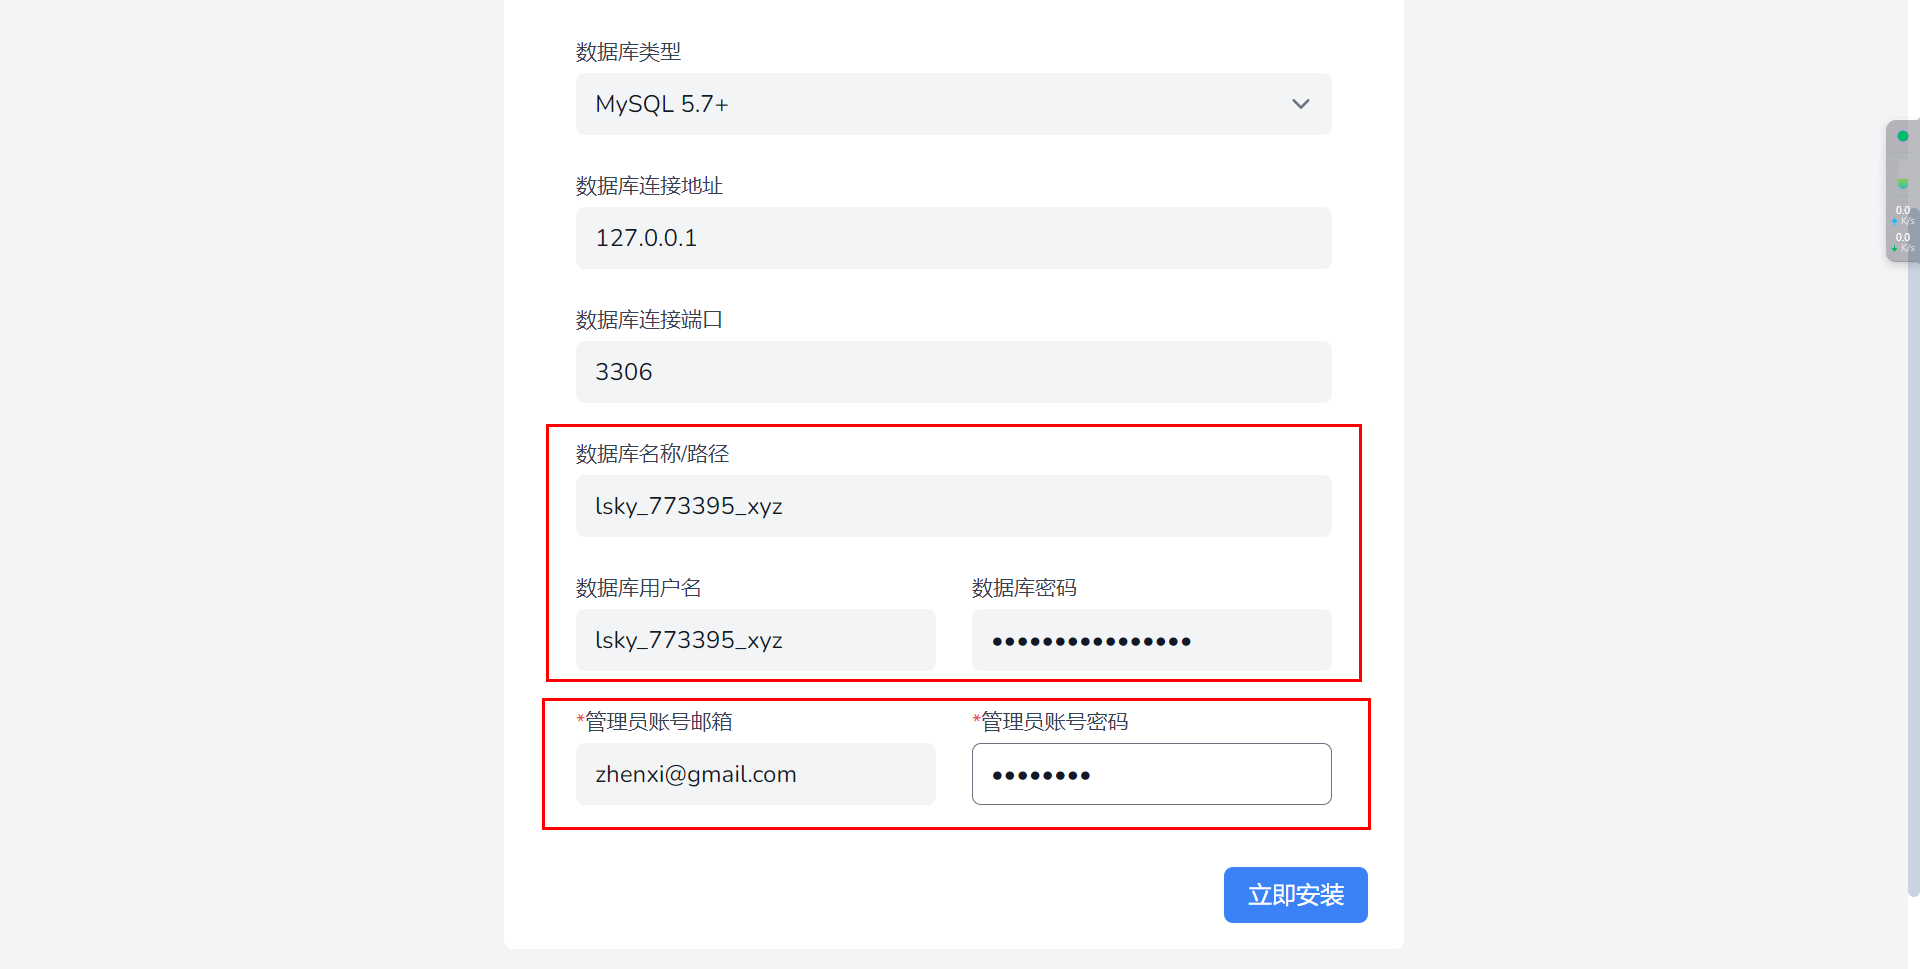 数据库类型
MySQL 5.7+
数据库连接地址
127.0.0.1
数据库连接端口
3306
数据库名称/路径
lsky_773395_xyz
数据库用户名 数据库密码
lsky_773395_xyz ••••••••••••••••
*管理员账号邮箱 *管理员账号密码
zhenxi@gmail.com ••••••••
立即安装
0.0
K/s
0.0
K/s